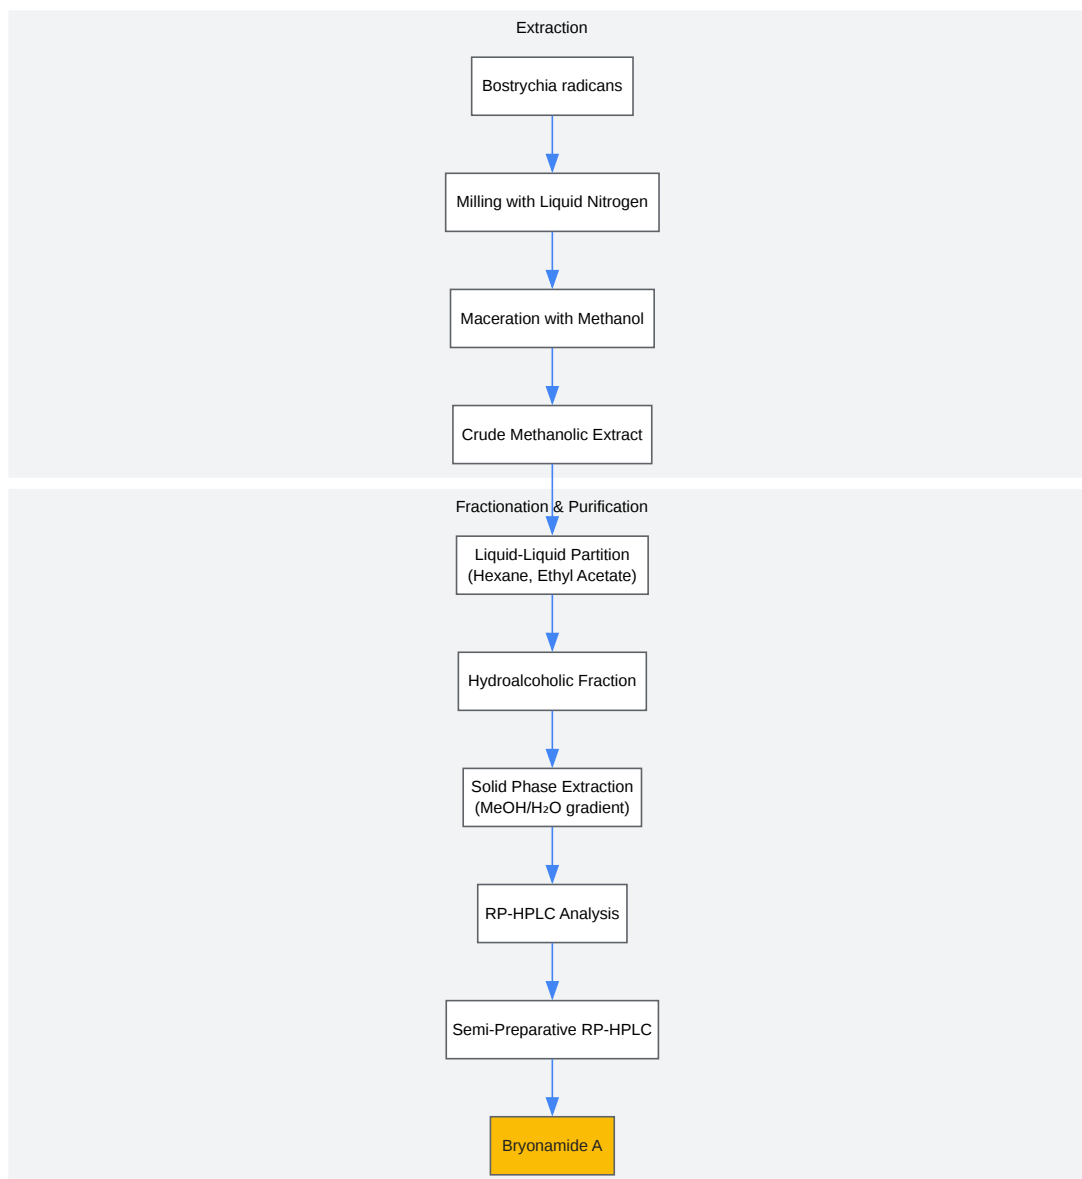 Extraction
Bostrychia radicans
Milling with Liquid Nitrogen
Maceration with Methanol
Crude Methanolic Extract
Fractionation & Purification
Liquid-Liquid Partition
(Hexane, Ethyl Acetate)
Hydroalcoholic Fraction
Solid Phase Extraction
(MeOH/H₂O gradient)
RP-HPLC Analysis
Semi-Preparative RP-HPLC
Bryonamide A